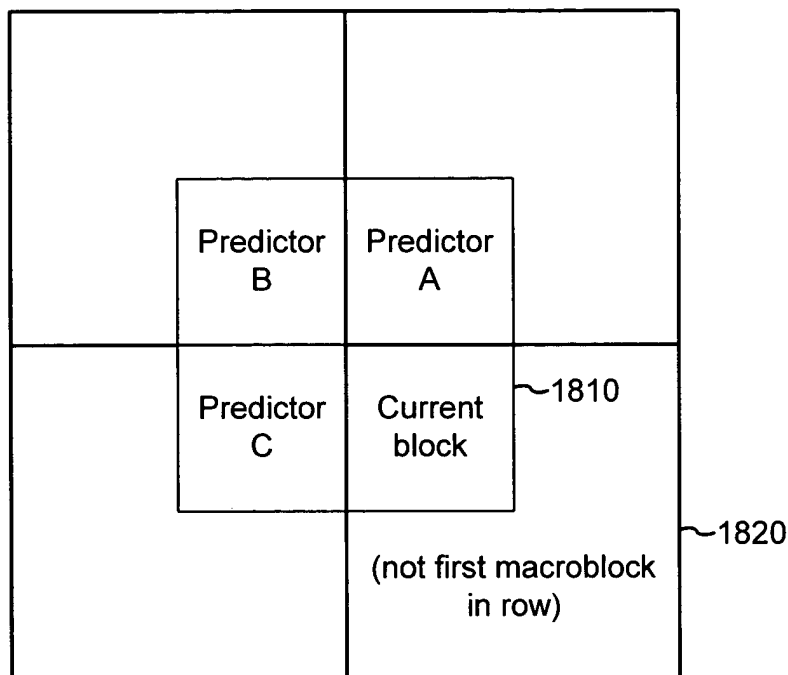 Predictor
B
Predictor
A
Predictor
C
Current
block
1810
1820
(not first macroblock
in row)